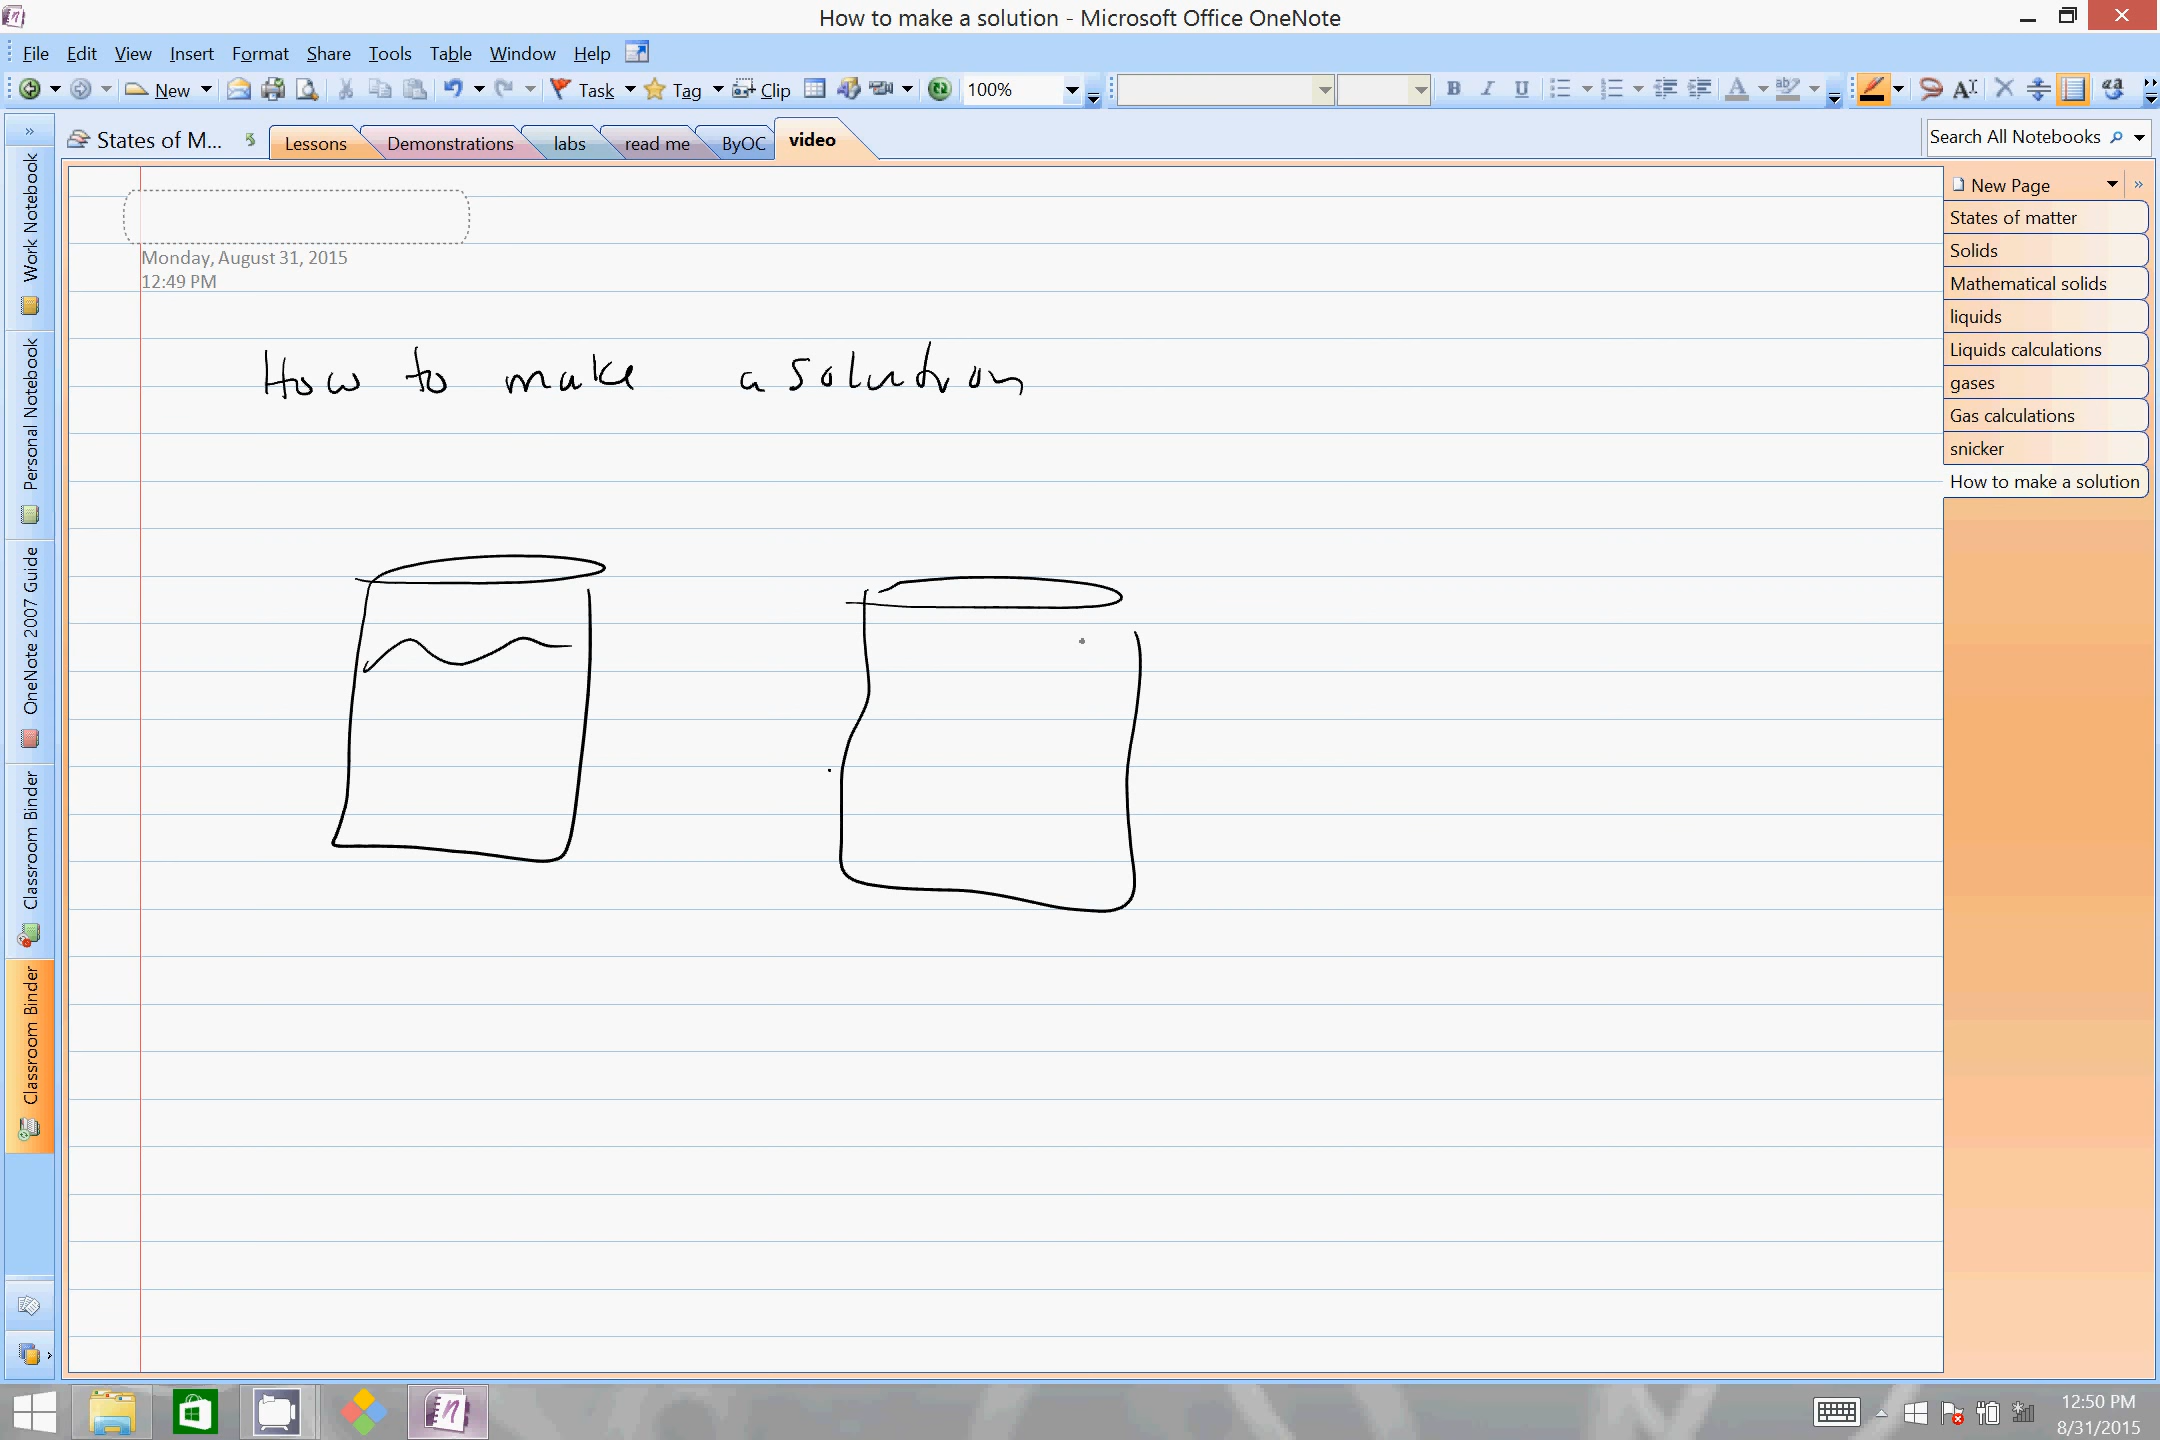 How to make a solution - Microsoft Office OneNote
File Edit View Insert Format Share Tools Table Window Help
New Task Tag Clip 100% B I U
States of M... Lessons Demonstrations labs read me ByOC video Search All Notebooks
Work Notebook
Personal Notebook
OneNote 2007 Guide
Classroom Binder
Classroom Binder
Monday, August 31, 2015
12:49 PM
How to make a solution
New Page
States of matter
Solids
Mathematical solids
liquids
Liquids calculations
gases
Gas calculations
snicker
How to make a solution
12:50 PM
8/31/2015